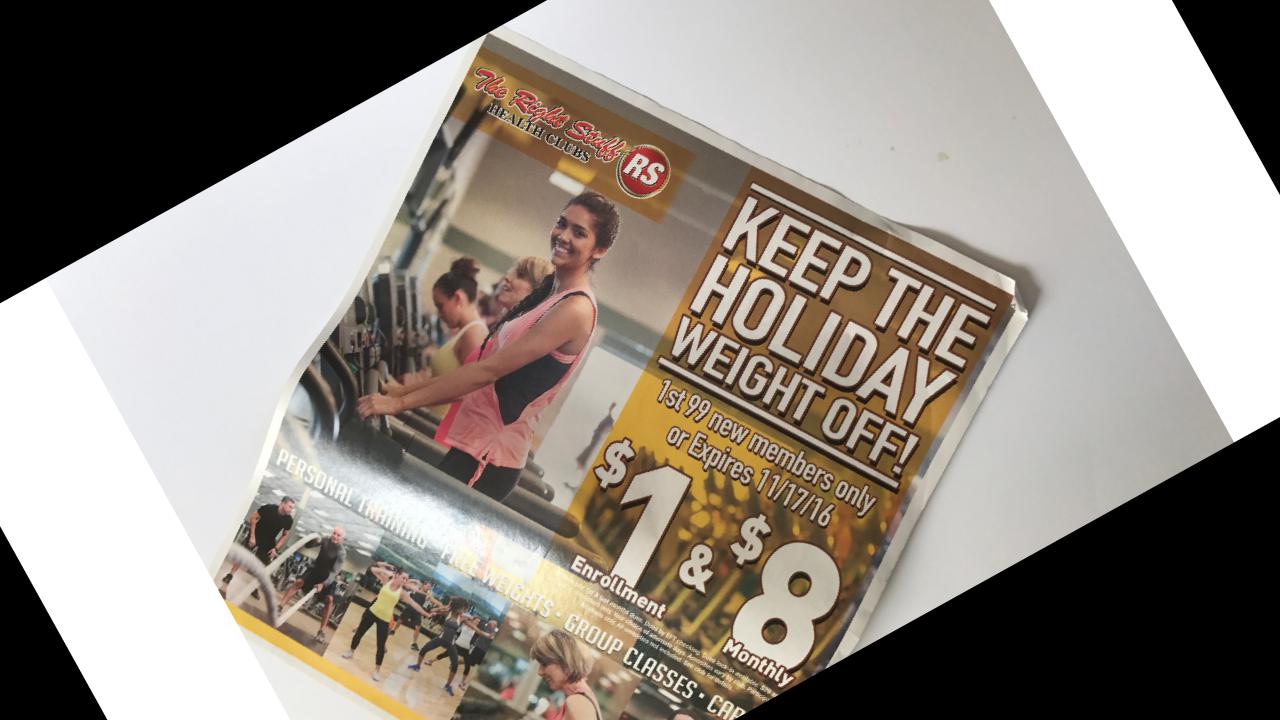 The Right Stuff
HEALTH CLUBS
RS
KEEP THE
HOLIDAY
WEIGHT OFF!
1st 99 new members only
or Expires 11/17/16
$1 & $8
Enrollment
Monthly
PERSONAL TRAINING • FREE WEIGHTS • GROUP CLASSES •